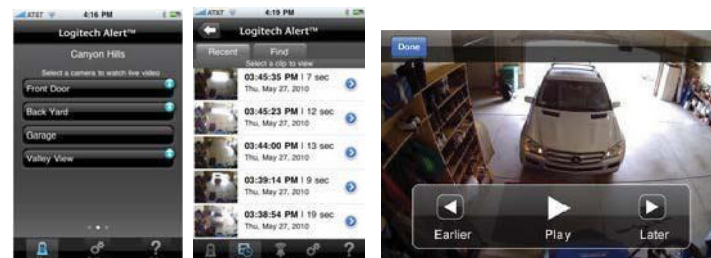 AT&T 4:16 PM
Logitech Alert™
Canyon Hills
Select a camera to watch live video
Front Door
Back Yard
Garage
Valley View
?
AT&T 4:19 PM
Logitech Alert™
Recent Find
Select a clip to view
03:45:35 PM | 7 sec
Thu, May 27, 2010
03:45:23 PM | 12 sec
Thu, May 27, 2010
03:44:00 PM | 13 sec
Thu, May 27, 2010
03:39:14 PM | 9 sec
Thu, May 27, 2010
03:38:54 PM | 19 sec
Thu, May 27, 2010
?
Done
Earlier Play Later